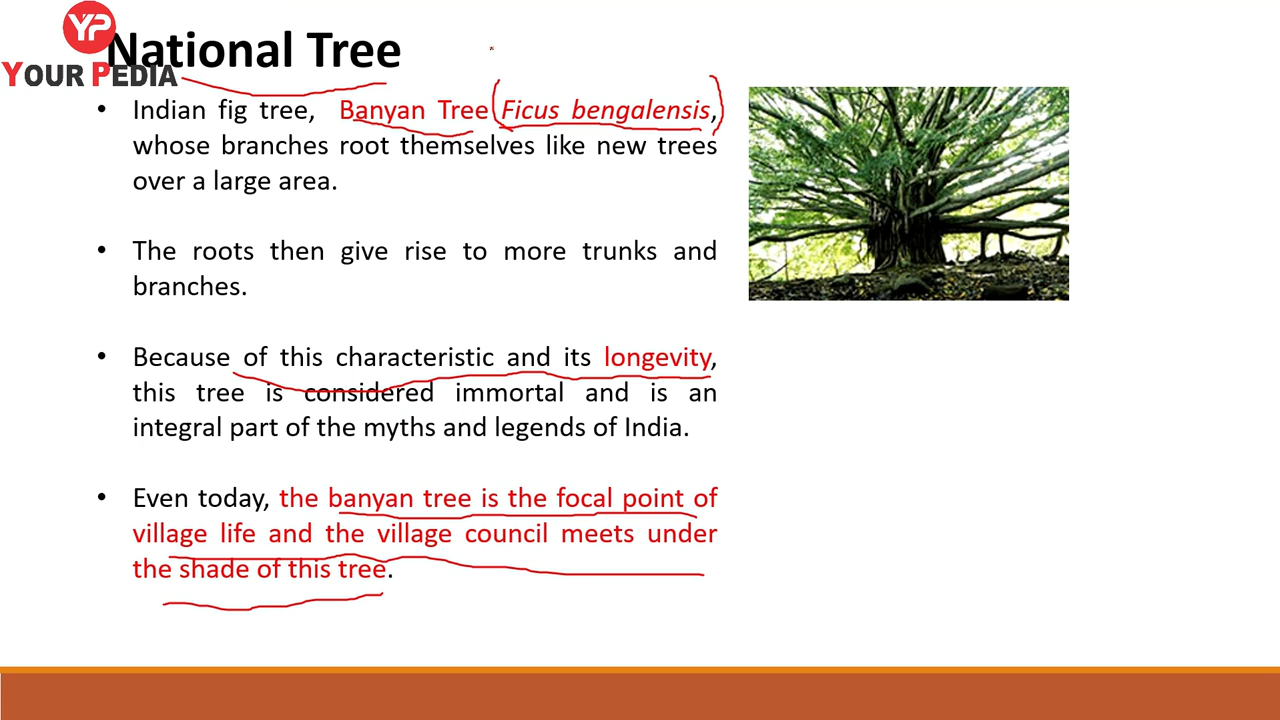 YP
YOUR PEDIA
National Tree
• Indian fig tree, Banyan Tree Ficus bengalensis,
whose branches root themselves like new trees
over a large area.
• The roots then give rise to more trunks and
branches.
• Because of this characteristic and its longevity,
this tree is considered immortal and is an
integral part of the myths and legends of India.
• Even today, the banyan tree is the focal point of
village life and the village council meets under
the shade of this tree.